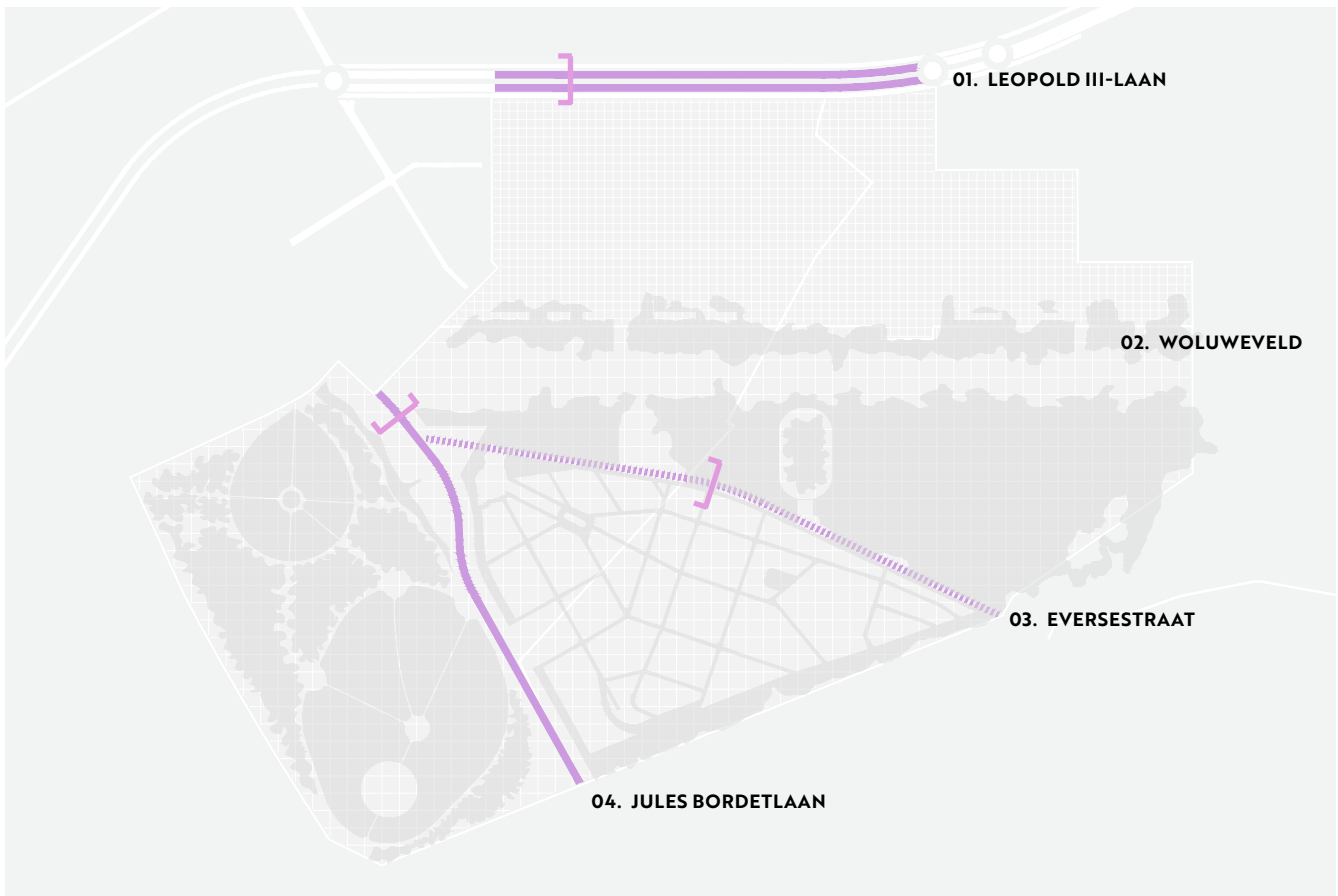 01. LEOPOLD III-LAAN
02. WOLUWEVELD
03. EVERSESTRAAT
04. JULES BORDETLAAN